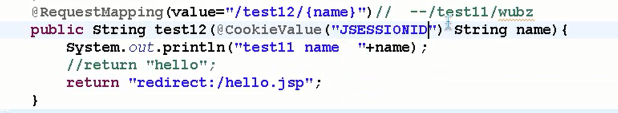 @RequestMapping(value="/test12/{name}")// --/test11/wubz
public String test12(@CookieValue("JSESSIONID") String name){
System.out.println("test11 name  "+name);
//return "hello";
return "redirect:/hello.jsp";
}